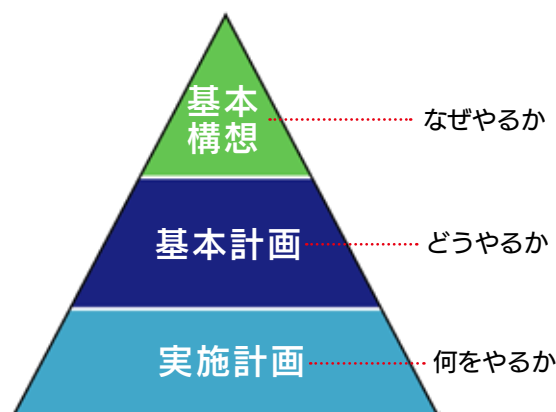 基本
構想
なぜやるか
基本計画
どうやるか
実施計画
何をやるか